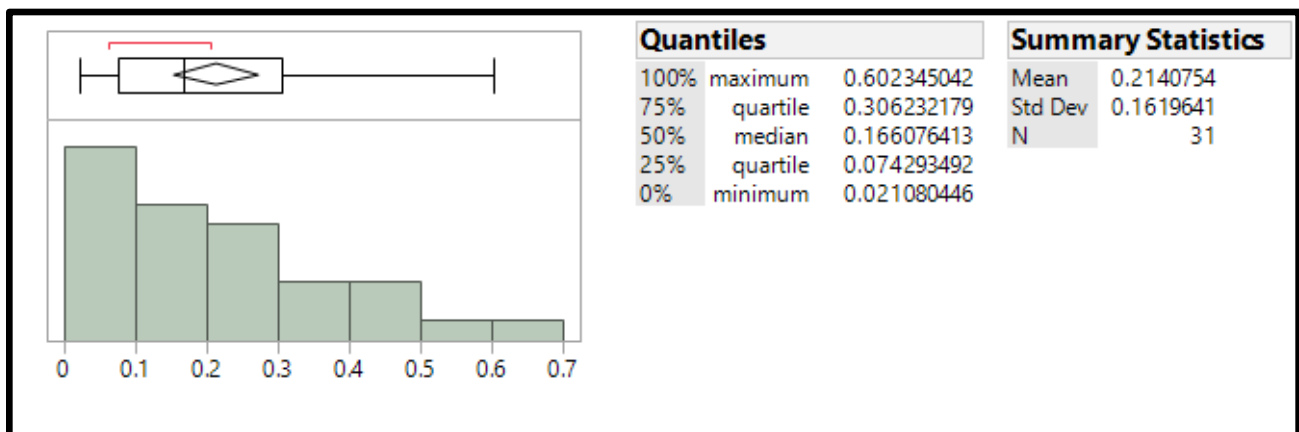 Quantiles
100% maximum 0.602345042
75% quartile 0.306232179
50% median 0.166076413
25% quartile 0.074293492
0% minimum 0.021080446
Summary Statistics
Mean 0.2140754
Std Dev 0.1619641
N 31
0 0.1 0.2 0.3 0.4 0.5 0.6 0.7